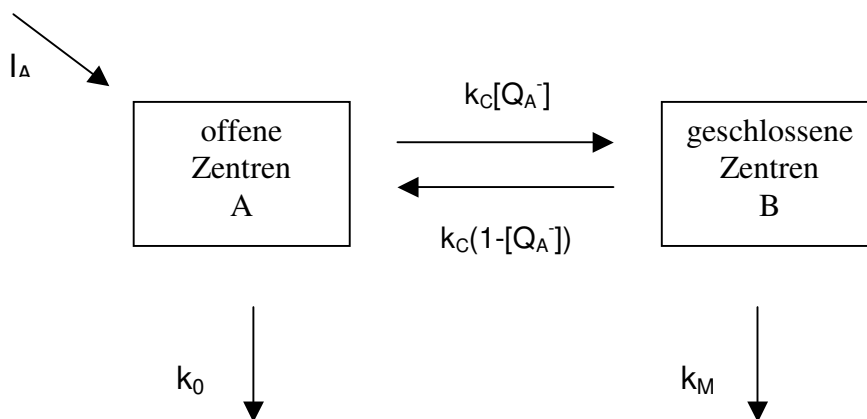 I_A
offene
Zentren
A
k_C[Q_A^-]
k_C(1-[Q_A^-])
geschlossene
Zentren
B
k_0
k_M